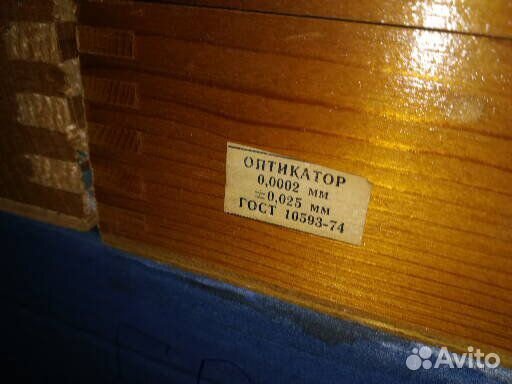 ОПТИКАТОР
0,0002 мм
±0,025 мм
ГОСТ 10593-74
Avito